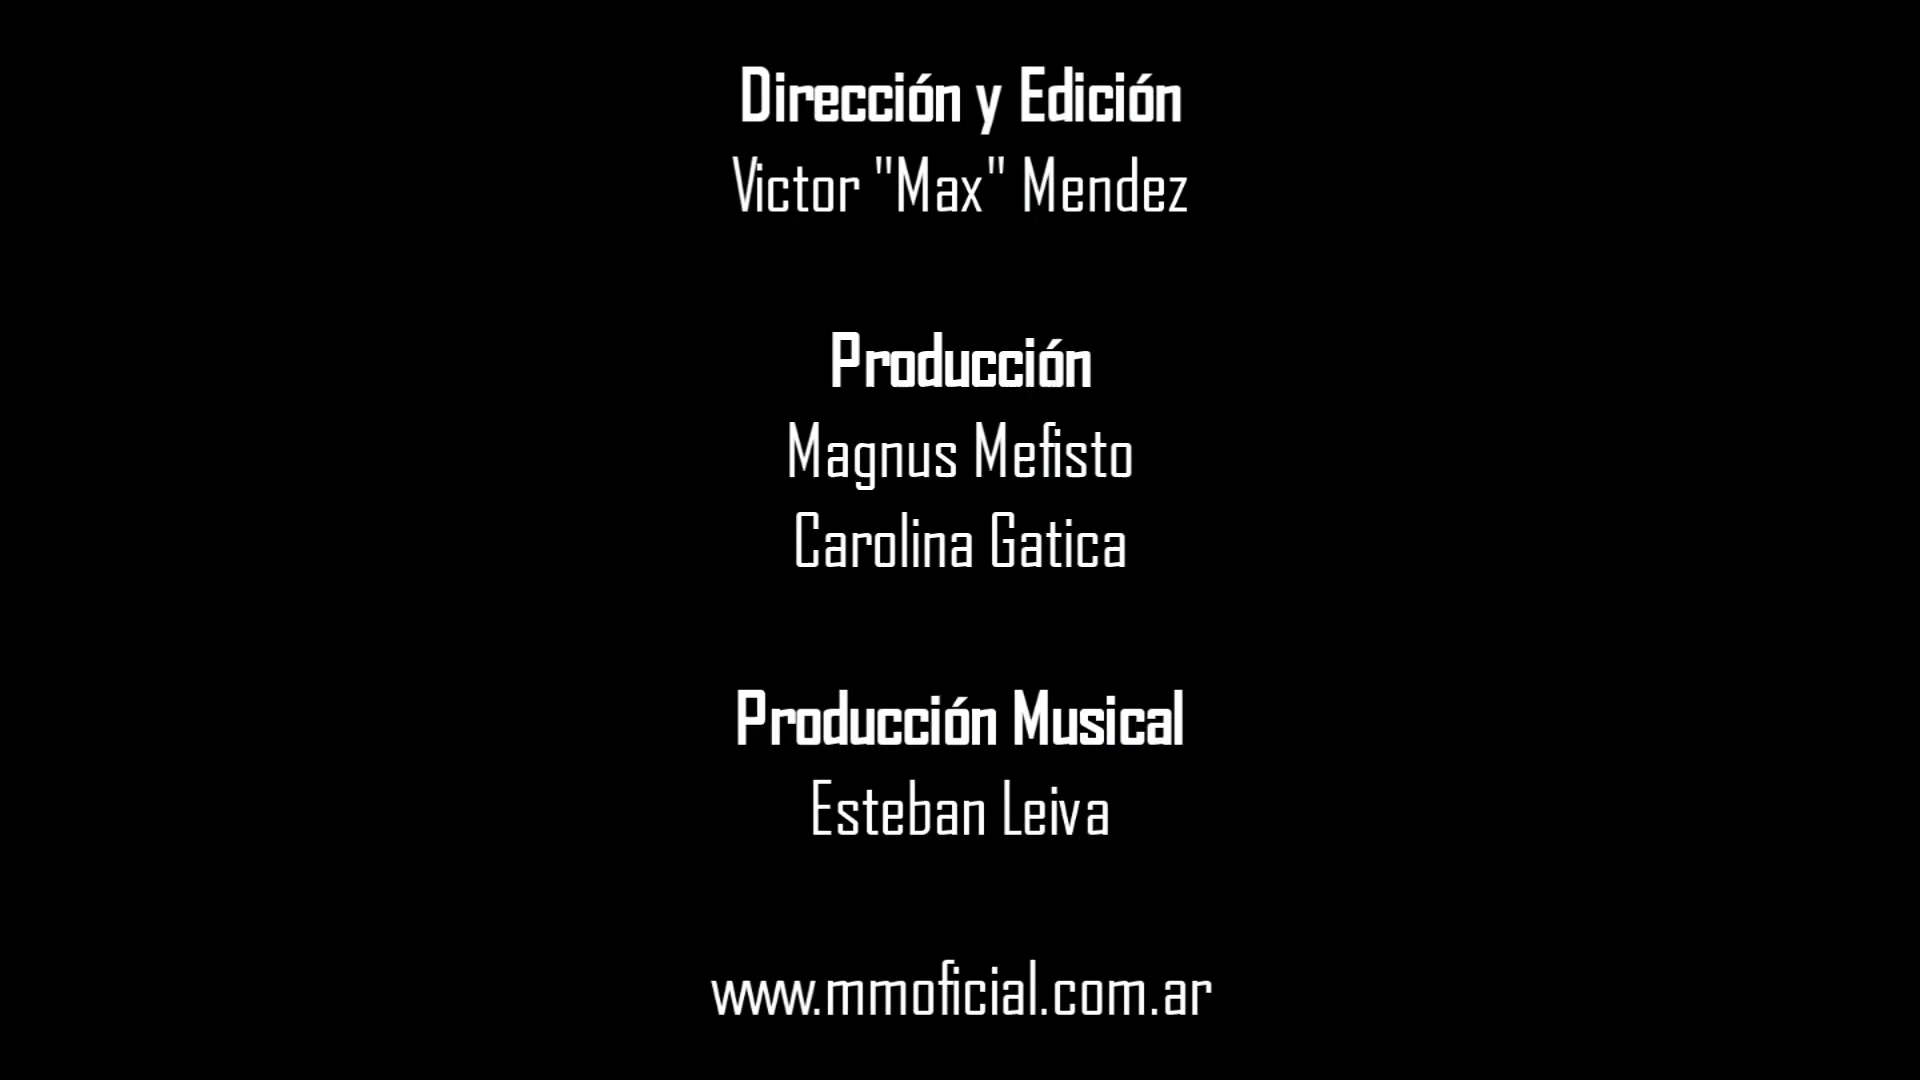 Dirección y Edición
Victor "Max" Mendez
Producción
Magnus Mefisto
Carolina Gatica
Producción Musical
Esteban Leiva
www.mmoficial.com.ar